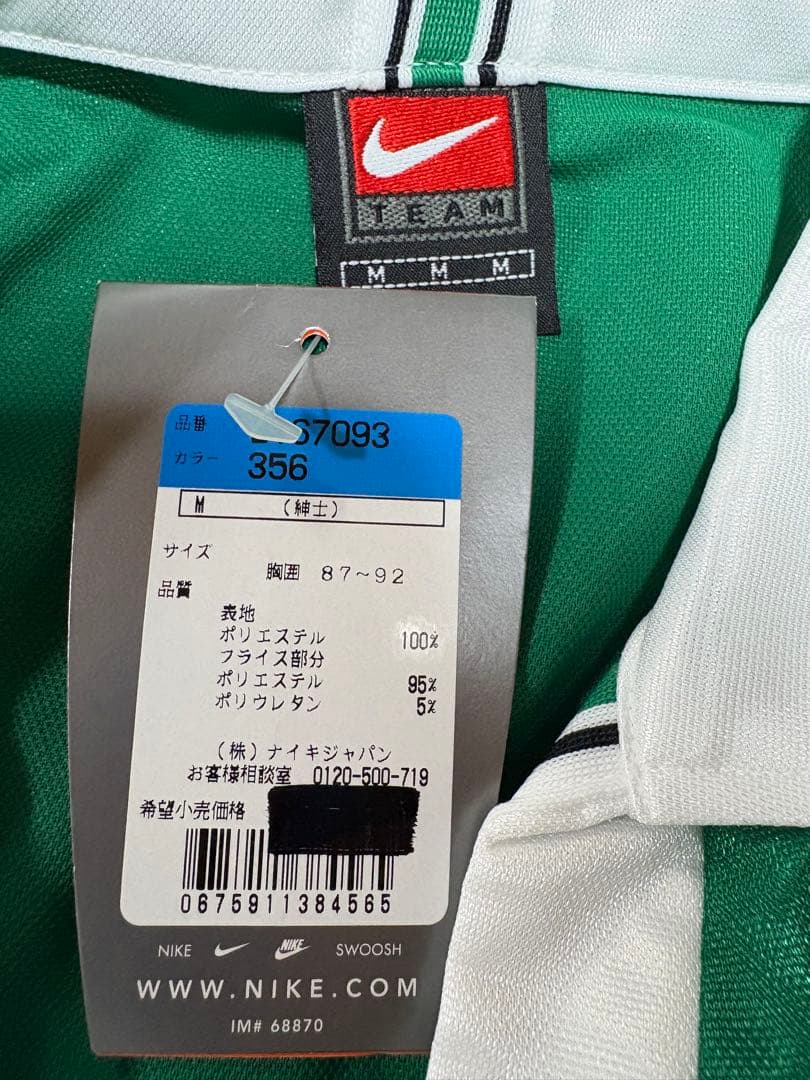 TEAM
M M M
品番 67093
カラー 356
M （紳士）
サイズ
胸囲 87～92
品質
表地
ポリエステル 100%
フライス部分
ポリエステル 95%
ポリウレタン 5%
（株）ナイキジャパン
お客様相談室 0120-500-719
希望小売価格
0675911384565
NIKE NIKE SWOOSH
WWW.NIKE.COM
IM# 68870